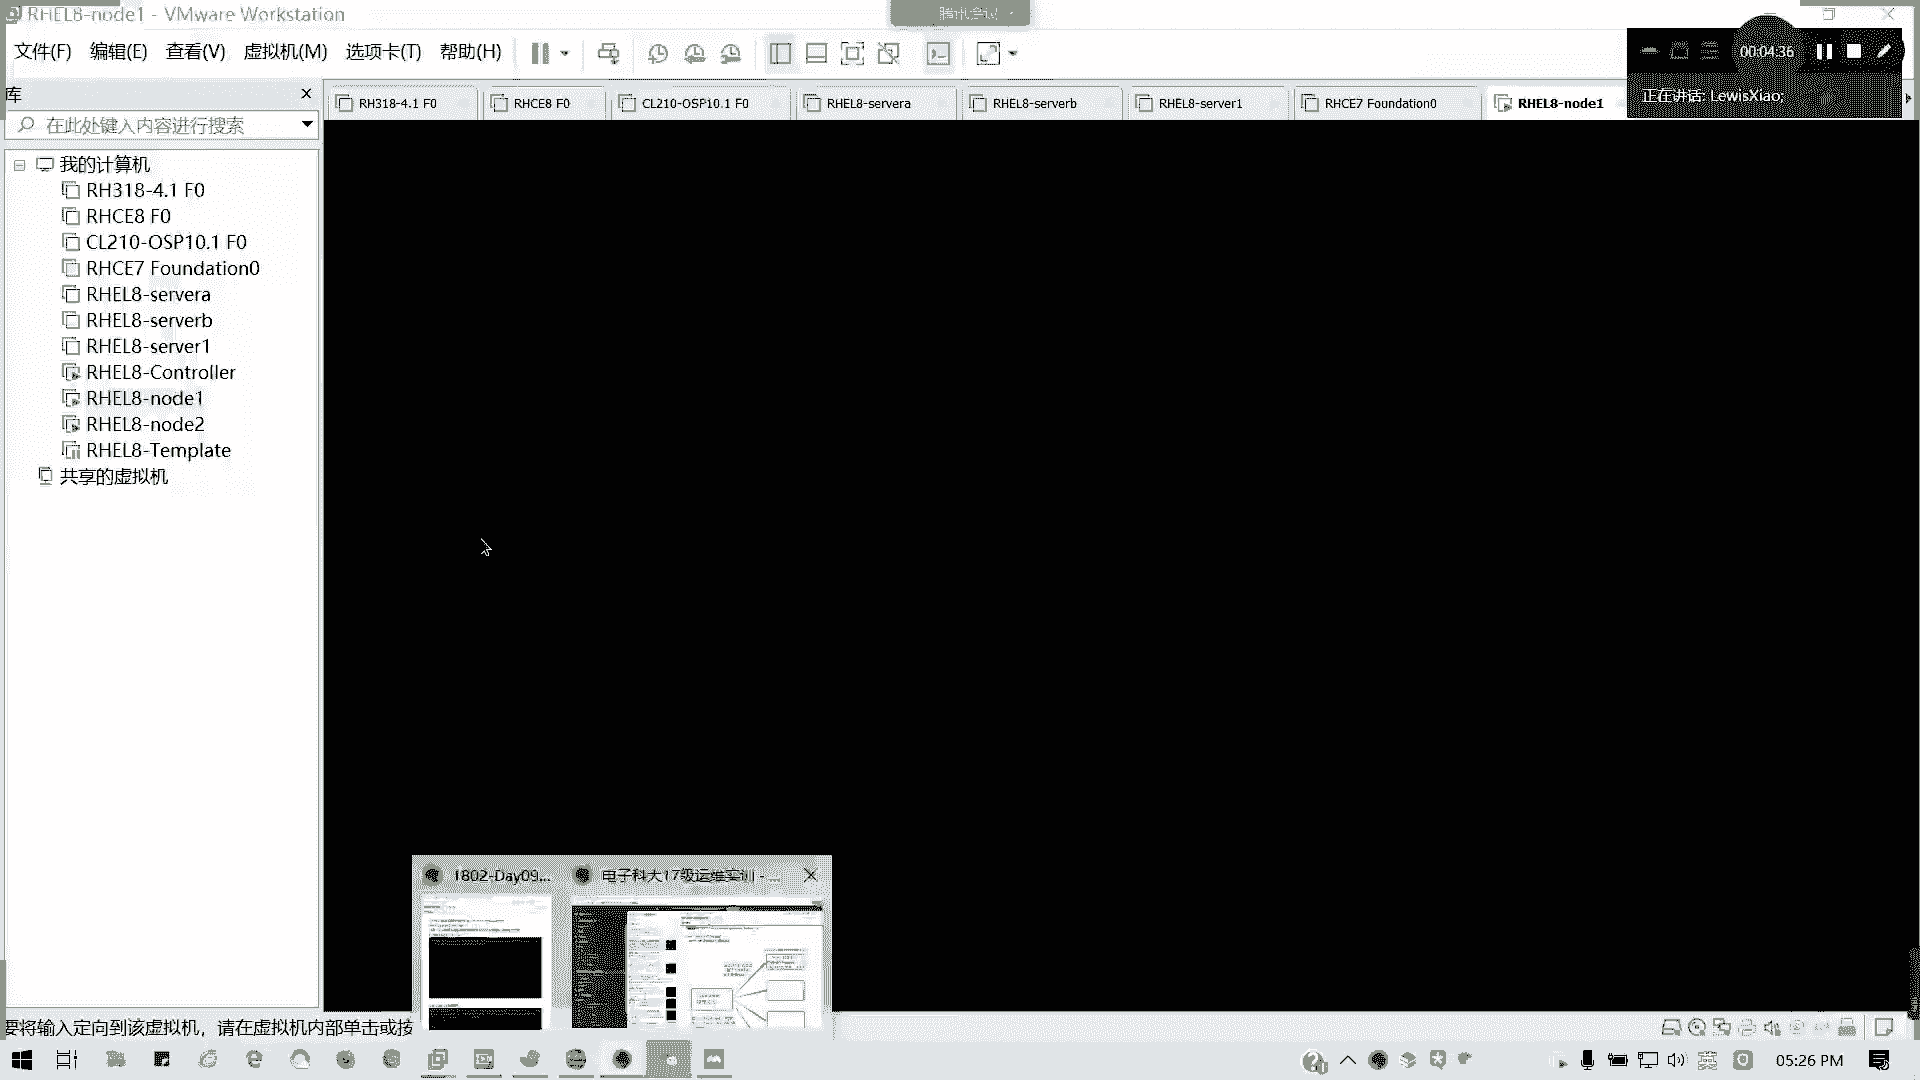 RHEL8-node1 - VMware Workstation
腾讯会议
文件(F) 编辑(E) 查看(V) 虚拟机(M) 选项卡(T) 帮助(H)
00:04:36
正在讲话: LewisXiao;
库
在此处键入内容进行搜索
RH318-4.1 F0
RHCE8 F0
CL210-OSP10.1 F0
RHEL8-servera
RHEL8-serverb
RHEL8-server1
RHCE7 Foundation0
RHEL8-node1
我的计算机
RH318-4.1 F0
RHCE8 F0
CL210-OSP10.1 F0
RHCE7 Foundation0
RHEL8-servera
RHEL8-serverb
RHEL8-server1
RHEL8-Controller
RHEL8-node1
RHEL8-node2
RHEL8-Template
共享的虚拟机
1802-Day09...
电子科大17级运维实训 - ...
要将输入定向到该虚拟机，请在虚拟机内部单击或按
英
05:26 PM